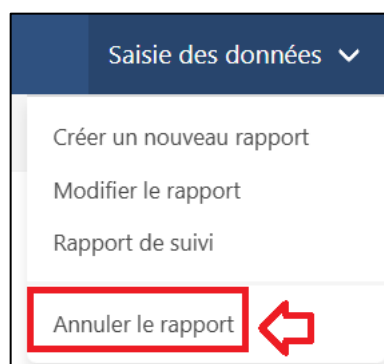 Saisie des données
Créer un nouveau rapport
Modifier le rapport
Rapport de suivi
Annuler le rapport